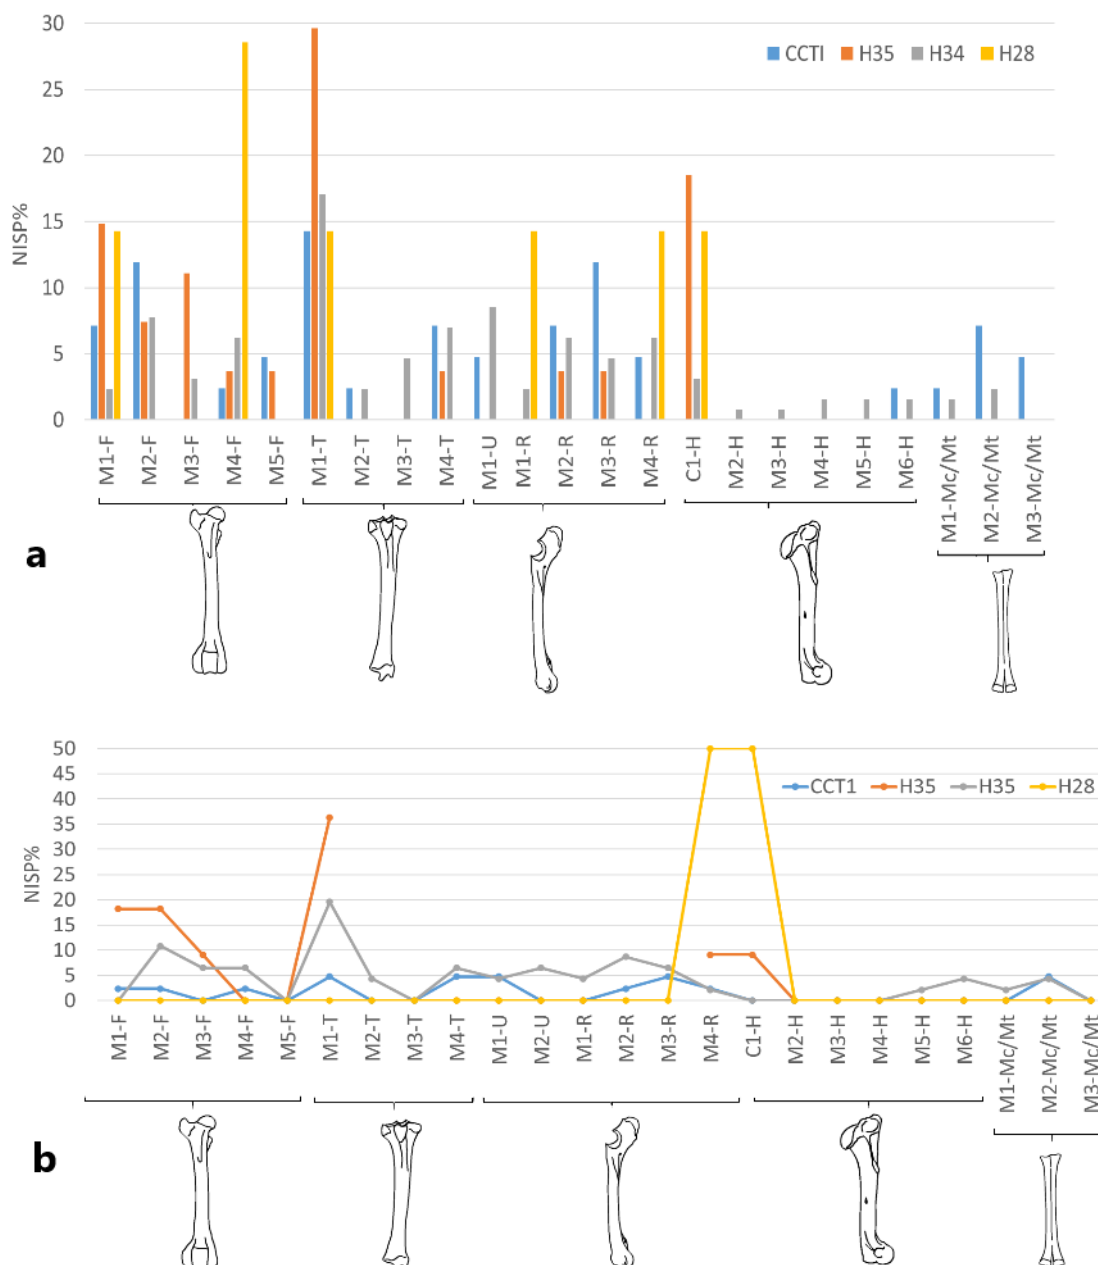 30
25
20
15
10
5
0
NISP%
CCTI H35 H34 H28
M1-F M2-F M3-F M4-F M5-F M1-T M2-T M3-T M4-T M1-U M1-R M2-R M3-R M4-R C1-H M2-H M3-H M4-H M5-H M6-H M1-Mc/Mt M2-Mc/Mt M3-Mc/Mt
a
50
45
40
35
30
25
20
15
10
5
0
NISP%
CCT1 H35 H35 H28
M1-F M2-F M3-F M4-F M5-F M1-T M2-T M3-T M4-T M1-U M2-U M1-R M2-R M3-R M4-R C1-H M2-H M3-H M4-H M5-H M6-H M1-Mc/Mt M2-Mc/Mt M3-Mc/Mt
b